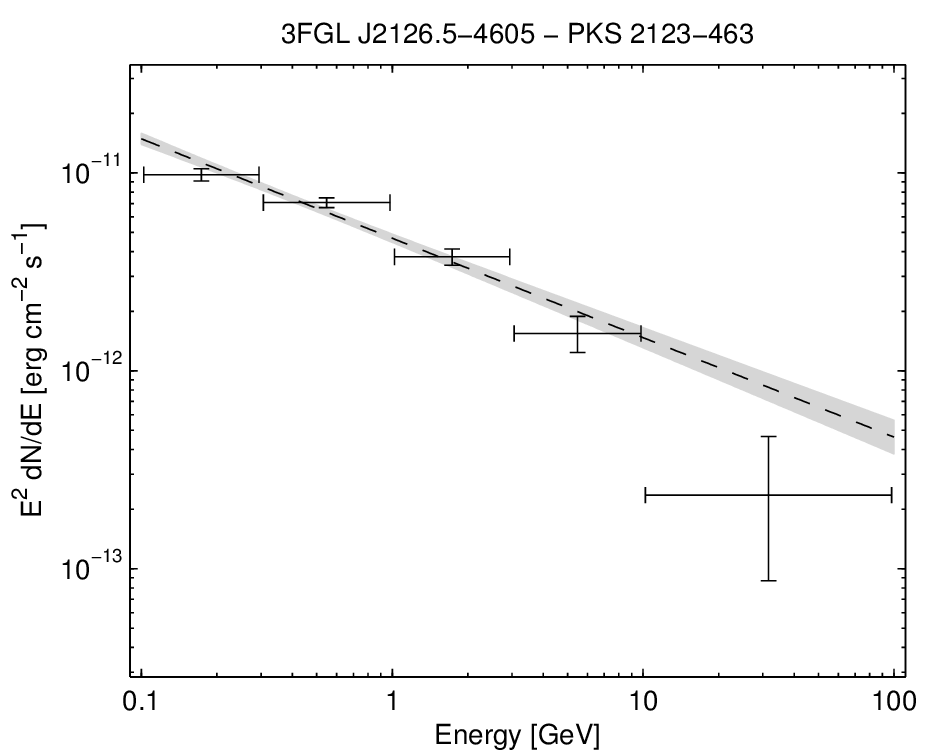 3FGL J2126.5−4605 − PKS 2123−463
10⁻¹¹
10⁻¹²
10⁻¹³
E² dN/dE [erg cm⁻² s⁻¹]
0.1 1 10 100
Energy [GeV]